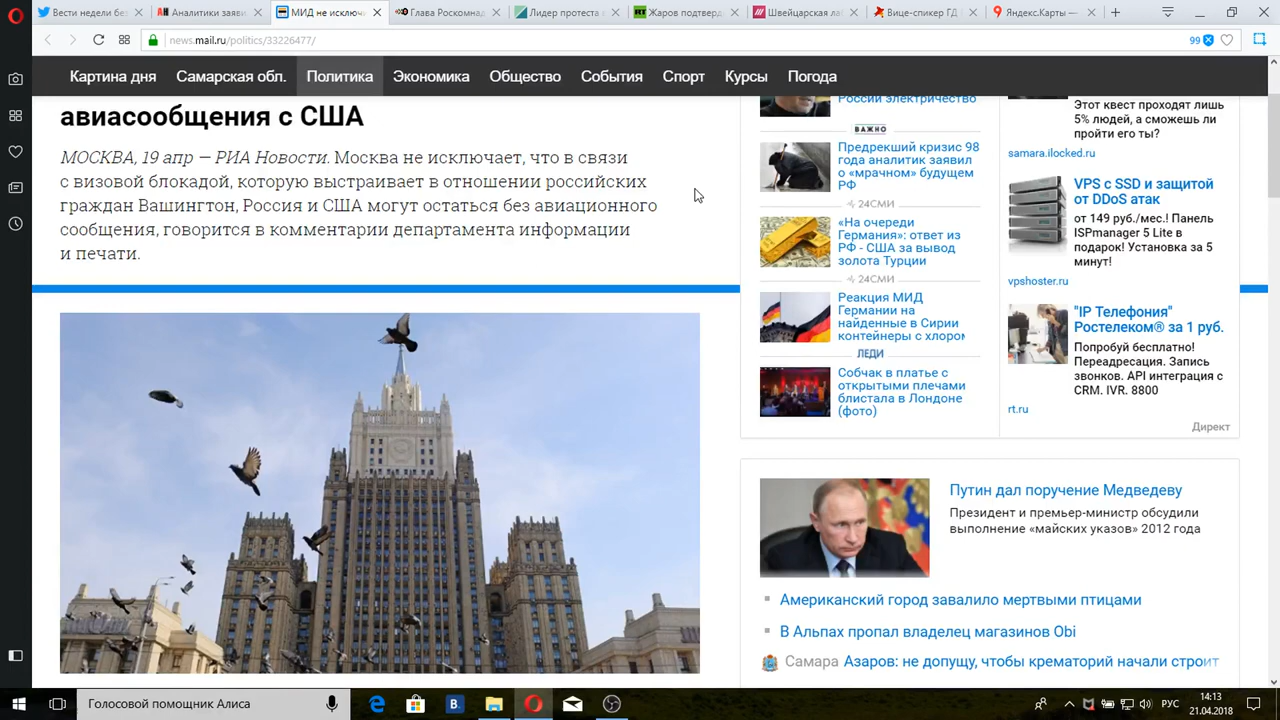 Вести недели без
Аналитики заяви
МИД не исключа
Глава Роскосмос
Лидер протеста в
RT Жаров подтверд
Швейцарская лаб
Вице-спикер ГД
Яндекс.Карты —
news.mail.ru/politics/33226477/
99
Картина дня
Самарская обл.
Политика
Экономика
Общество
События
Спорт
Курсы
Погода
авиасообщения с США
МОСКВА, 19 апр — РИА Новости. Москва не исключает, что в связи
с визовой блокадой, которую выстраивает в отношении российских
граждан Вашингтон, Россия и США могут остаться без авиационного
сообщения, говорится в комментарии департамента информации
и печати.
России электричество
ВАЖНО
Предрекший кризис 98
года аналитик заявил
о «мрачном» будущем
РФ
24СМИ
«На очереди
Германия»: ответ из
РФ - США за вывод
золота Турции
24СМИ
Реакция МИД
Германии на
найденные в Сирии
контейнеры с хлором
ЛЕДИ
Собчак в платье с
открытыми плечами
блистала в Лондоне
(фото)
Этот квест проходят лишь
5% людей, а сможешь ли
пройти его ты?
samara.ilocked.ru
VPS с SSD и защитой
от DDoS атак
от 149 руб./мес.! Панель
ISPmanager 5 Lite в
подарок! Установка за 5
минут!
vpshoster.ru
"IP Телефония"
Ростелеком® за 1 руб.
Попробуй бесплатно!
Переадресация. Запись
звонков. API интеграция с
CRM. IVR. 8800
rt.ru
Директ
Путин дал поручение Медведеву
Президент и премьер-министр обсудили
выполнение «майских указов» 2012 года
Американский город завалило мертвыми птицами
В Альпах пропал владелец магазинов Obi
Самара Азаров: не допущу, чтобы крематорий начали строит
Голосовой помощник Алиса
РУС
14:13
21.04.2018